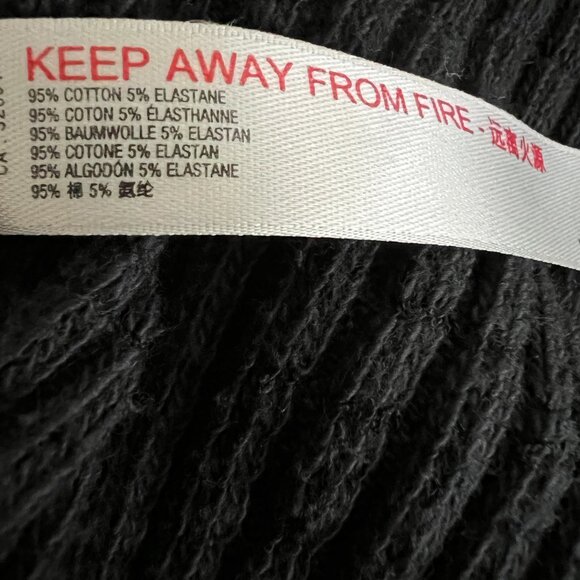 KEEP AWAY FROM FIRE - 远离火源
95% COTTON 5% ELASTANE
95% COTON 5% ÉLASTHANNE
95% BAUMWOLLE 5% ELASTAN
95% COTONE 5% ELASTAN
95% ALGODÓN 5% ELASTANE
95% 棉 5% 氨纶